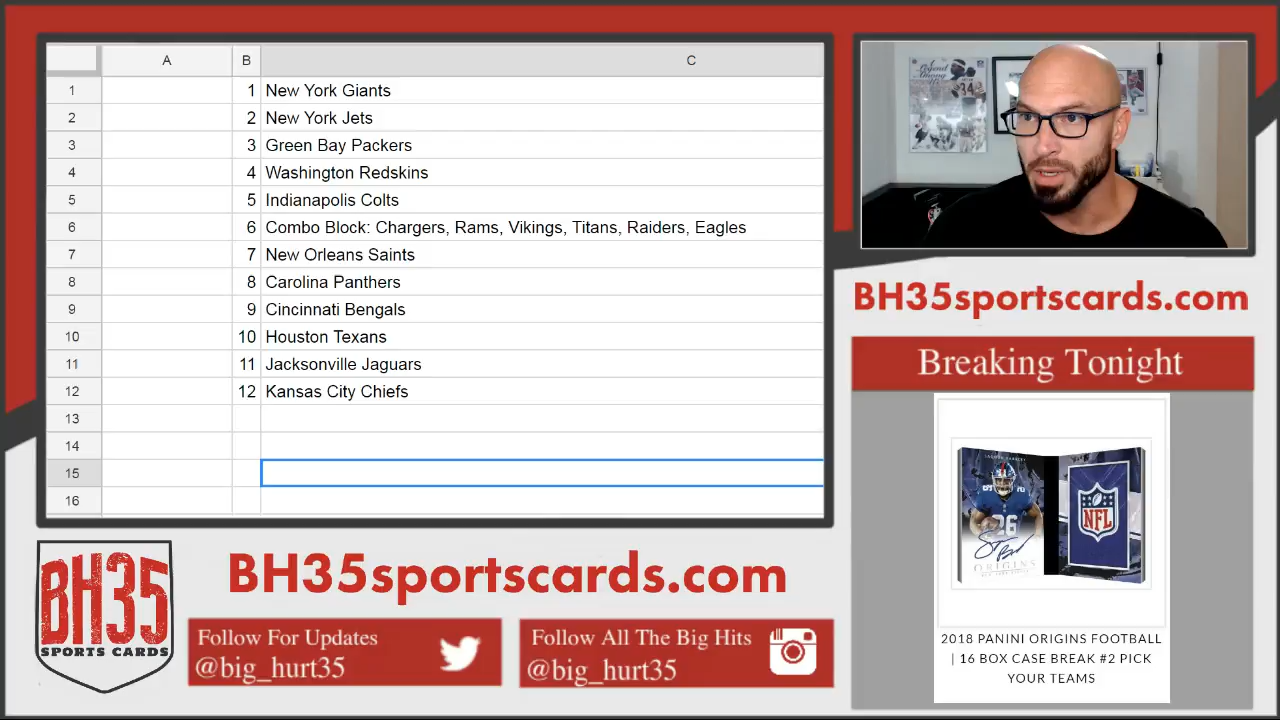 A B C
1 1 New York Giants
2 2 New York Jets
3 3 Green Bay Packers
4 4 Washington Redskins
5 5 Indianapolis Colts
6 6 Combo Block: Chargers, Rams, Vikings, Titans, Raiders, Eagles
7 7 New Orleans Saints
8 8 Carolina Panthers
9 9 Cincinnati Bengals
10 10 Houston Texans
11 11 Jacksonville Jaguars
12 12 Kansas City Chiefs
13
14
15
16
34
BH35sportscards.com
Breaking Tonight
26
NFL
ORIGINS
2018 PANINI ORIGINS FOOTBALL
| 16 BOX CASE BREAK #2 PICK
YOUR TEAMS
BH35
SPORTS CARDS
BH35sportscards.com
Follow For Updates
@big_hurt35
Follow All The Big Hits
@big_hurt35